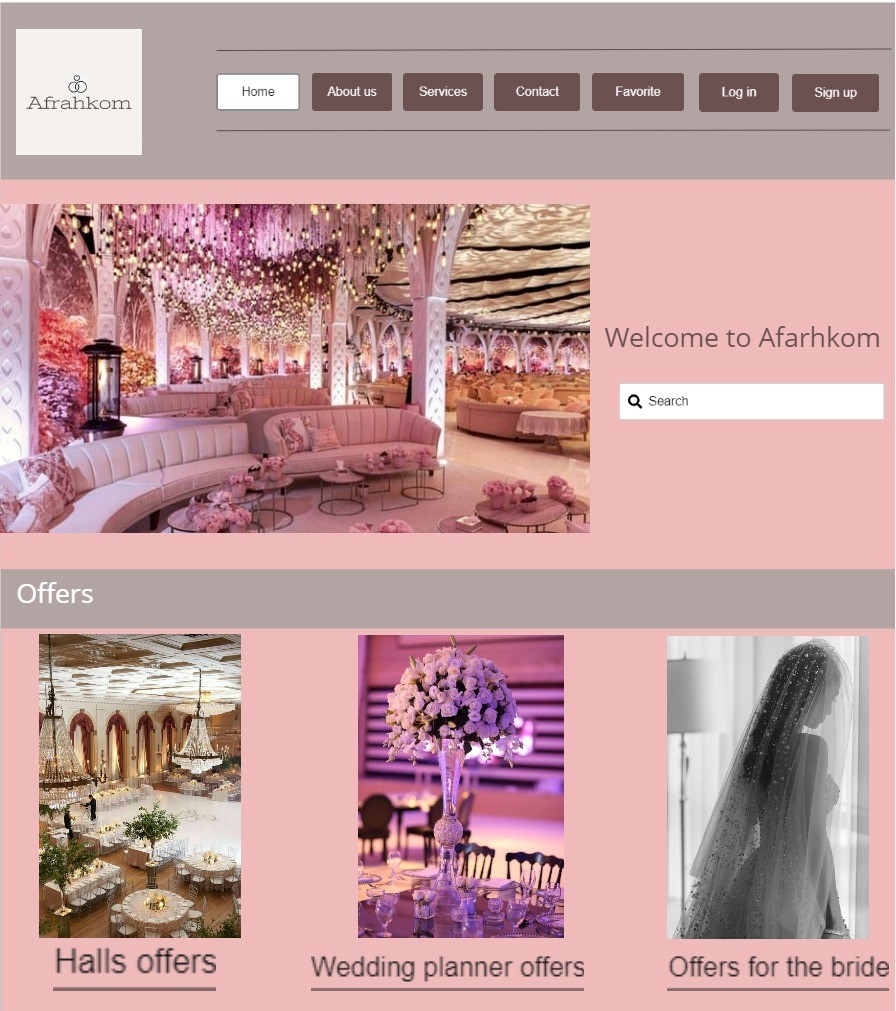 Afrahkom
Home About us Services Contact Favorite Log in Sign up
Welcome to Afarhkom
Search
Offers
Halls offers Wedding planner offers Offers for the bride